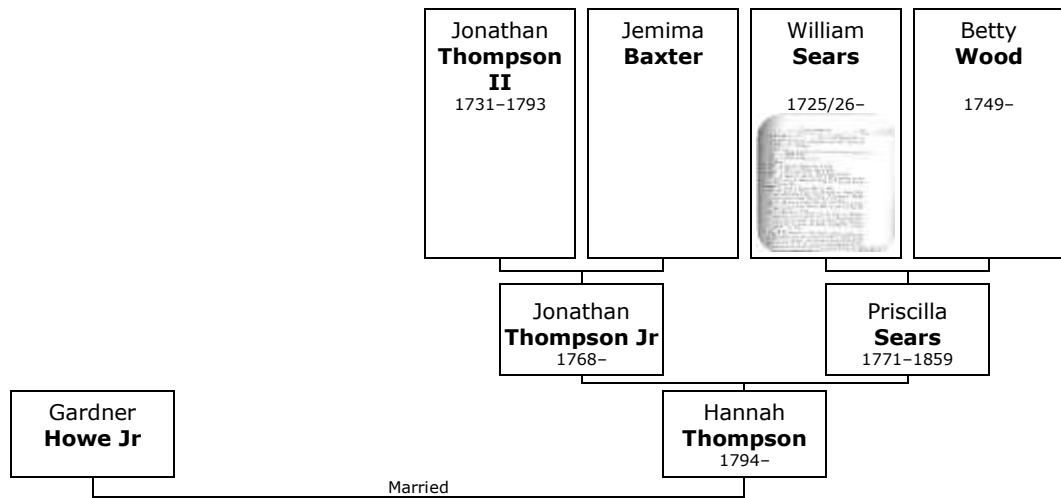 Jonathan
Thompson
II
1731–1793
Jemima
Baxter
William
Sears
1725/26–
Betty
Wood
1749–
Jonathan
Thompson Jr
1768–
Priscilla
Sears
1771–1859
Gardner
Howe Jr
Hannah
Thompson
1794–
Married